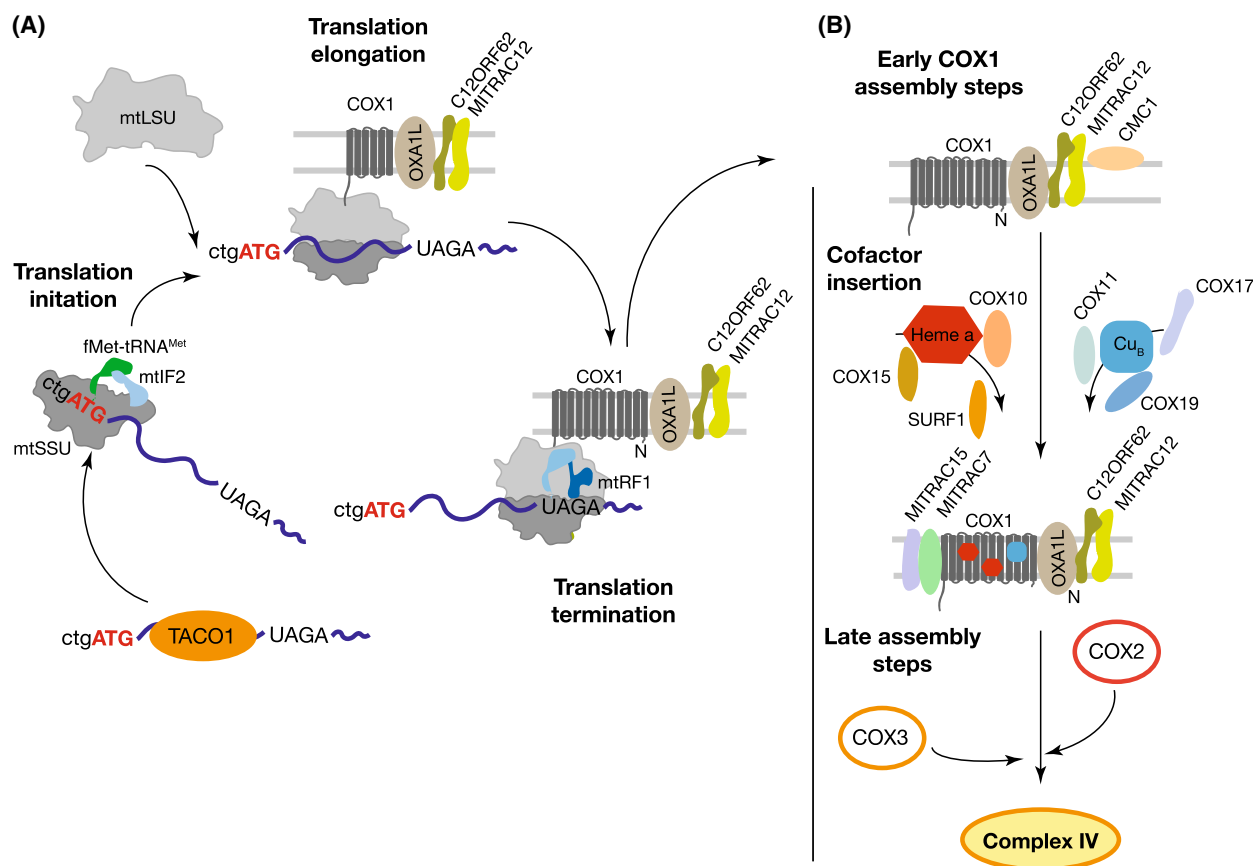 (A)
Translation
elongation
C12ORF62
MITRAC12
COX1
OXA1L
mtLSU
ctgATG
UAGA
Translation
initation
fMet-tRNAMet
mtIF2
ctgATG
mtSSU
UAGA
ctgATG
TACO1
UAGA
C12ORF62
MITRAC12
COX1
OXA1L
N
mtRF1
ctgATG
UAGA
Translation
termination
(B)
Early COX1
assembly steps
C12ORF62
MITRAC12
CMC1
COX1
OXA1L
N
Cofactor
insertion
COX10
Heme a
COX15
SURF1
COX11
COX17
CuB
COX19
MITRAC15
MITRAC7
C12ORF62
MITRAC12
COX1
OXA1L
N
Late assembly
steps
COX2
COX3
Complex IV